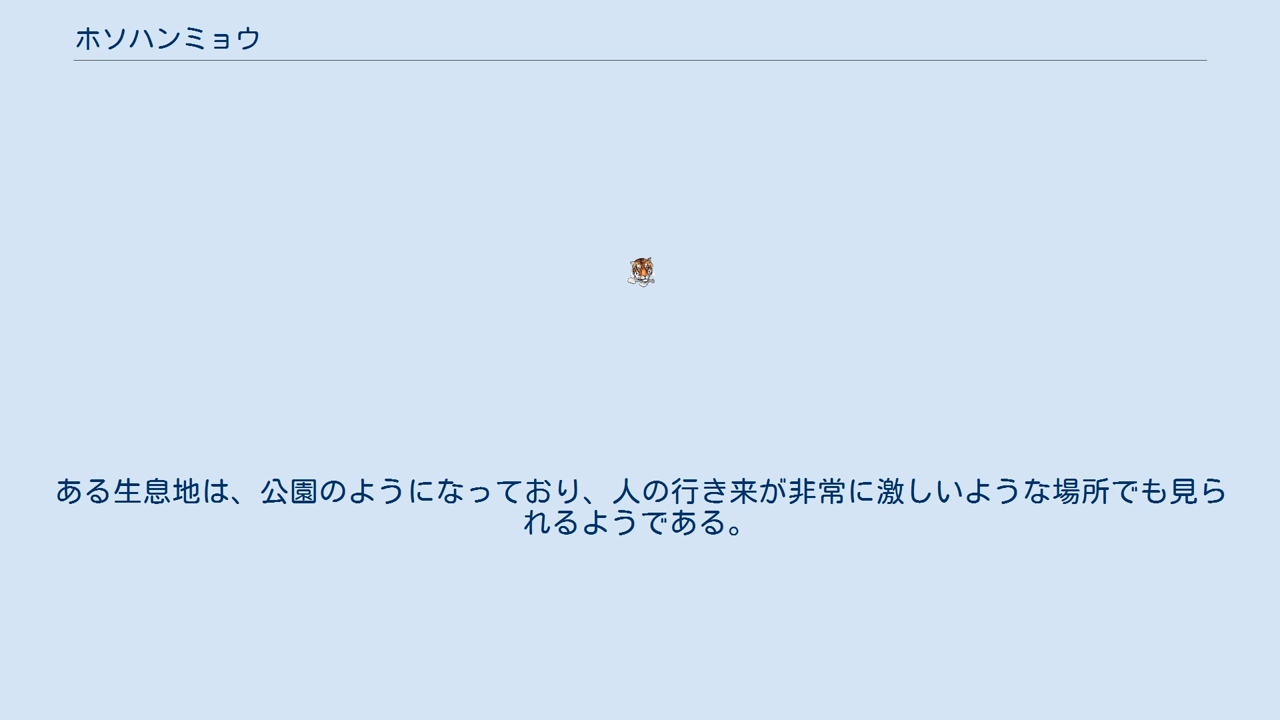 ホソハンミョウ
ある生息地は、公園のようになっており、人の行き来が非常に激しいような場所でも見ら
れるようである。